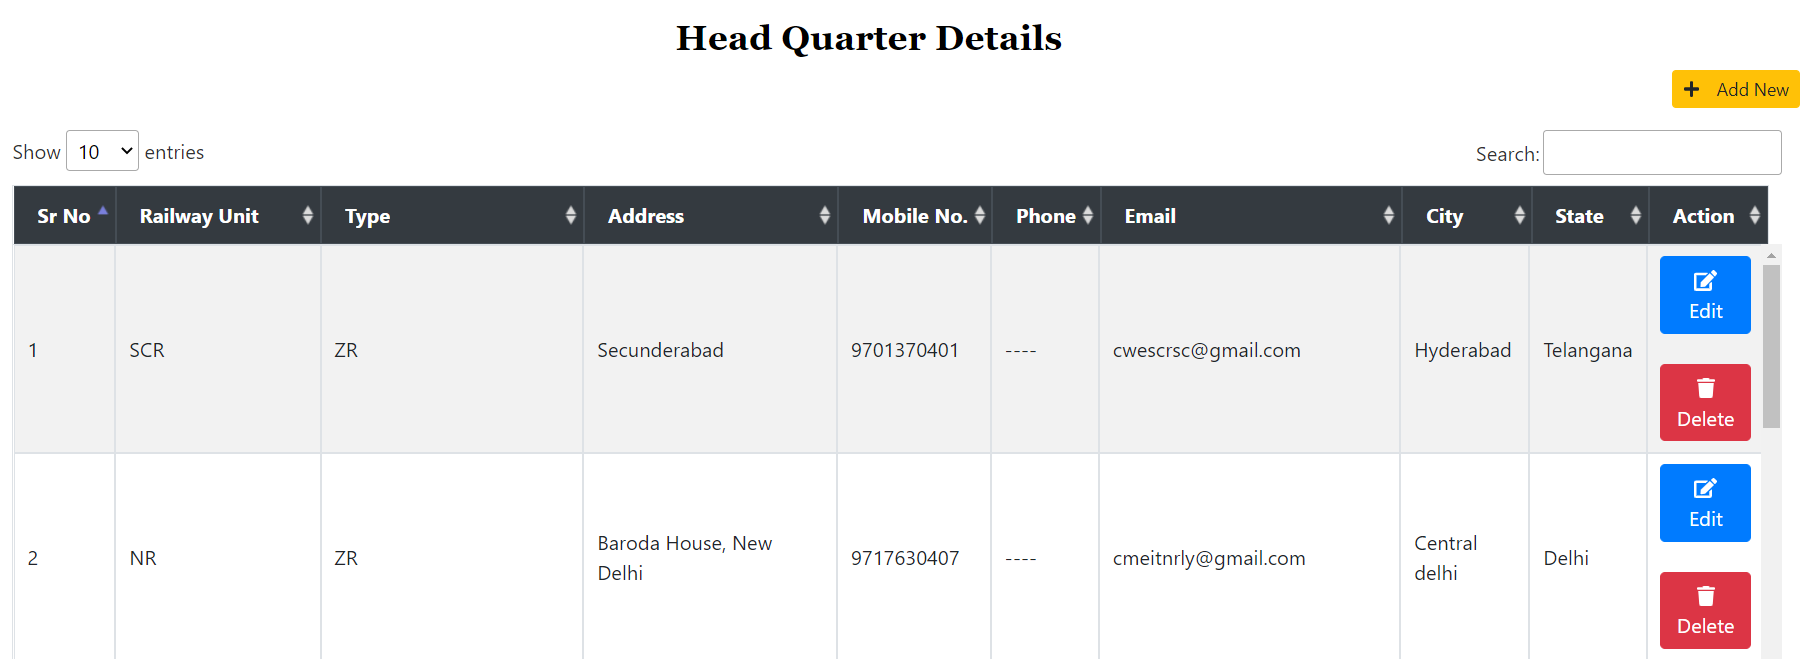 Head Quarter Details
+ Add New
Show 10 entries
Search:
Sr No Railway Unit Type Address Mobile No. Phone Email City State Action
1 SCR ZR Secunderabad 9701370401 ---- cwescrsc@gmail.com Hyderabad Telangana
Edit
Delete
2 NR ZR Baroda House, New Delhi 9717630407 ---- cmeitnrly@gmail.com Central delhi Delhi
Edit
Delete